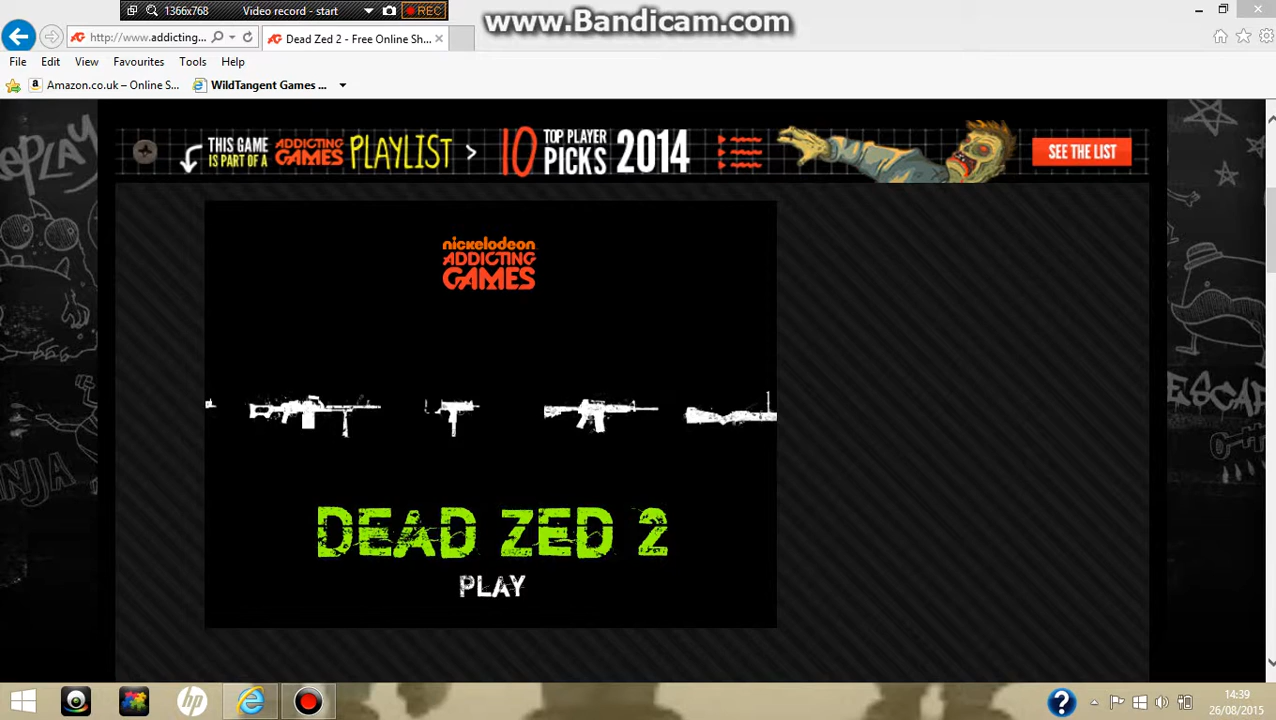 1366x768 Video record - start REC
www.Bandicam.com
http://www.addicting... Dead Zed 2 - Free Online Sh...
File Edit View Favourites Tools Help
Amazon.co.uk – Online S... WildTangent Games ...
THIS GAME
IS PART OF A
ADDICTING
GAMES
PLAYLIST > 10 TOP PLAYER
PICKS 2014 SEE THE LIST
nickelodeon
ADDICTING
GAMES
DEAD ZED 2
PLAY
ESCAPE
NINJA
hp
?
14:39
26/08/2015